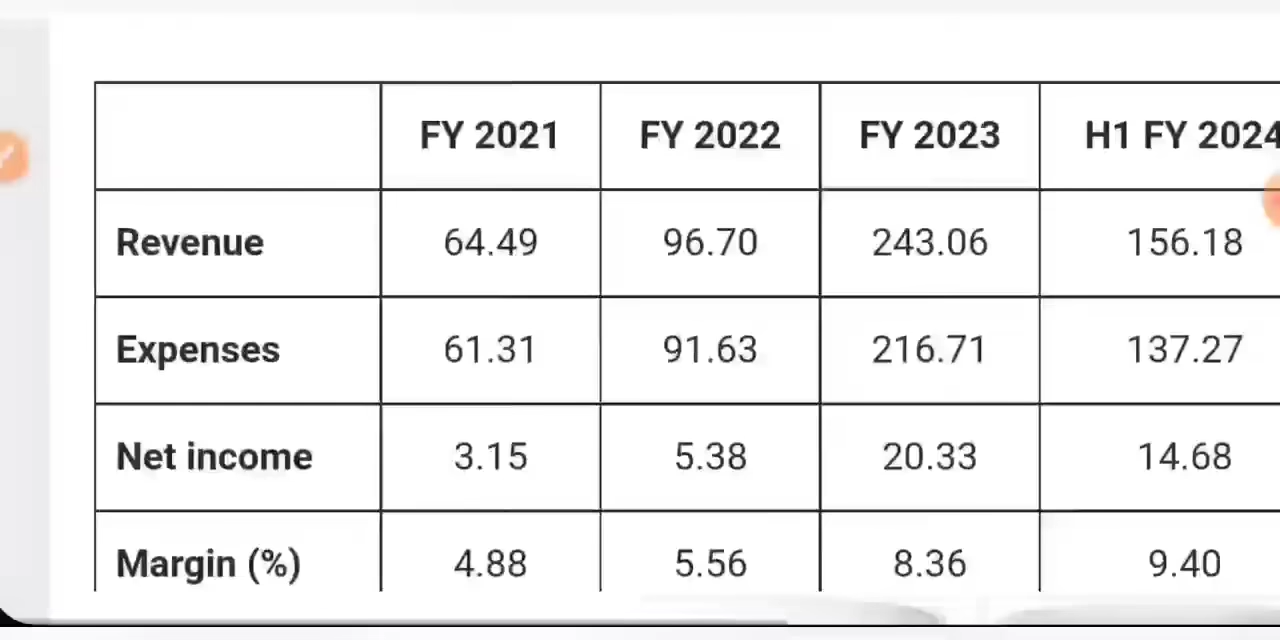 FY 2021 FY 2022 FY 2023 H1 FY 2024
Revenue 64.49 96.70 243.06 156.18
Expenses 61.31 91.63 216.71 137.27
Net income 3.15 5.38 20.33 14.68
Margin (%) 4.88 5.56 8.36 9.40